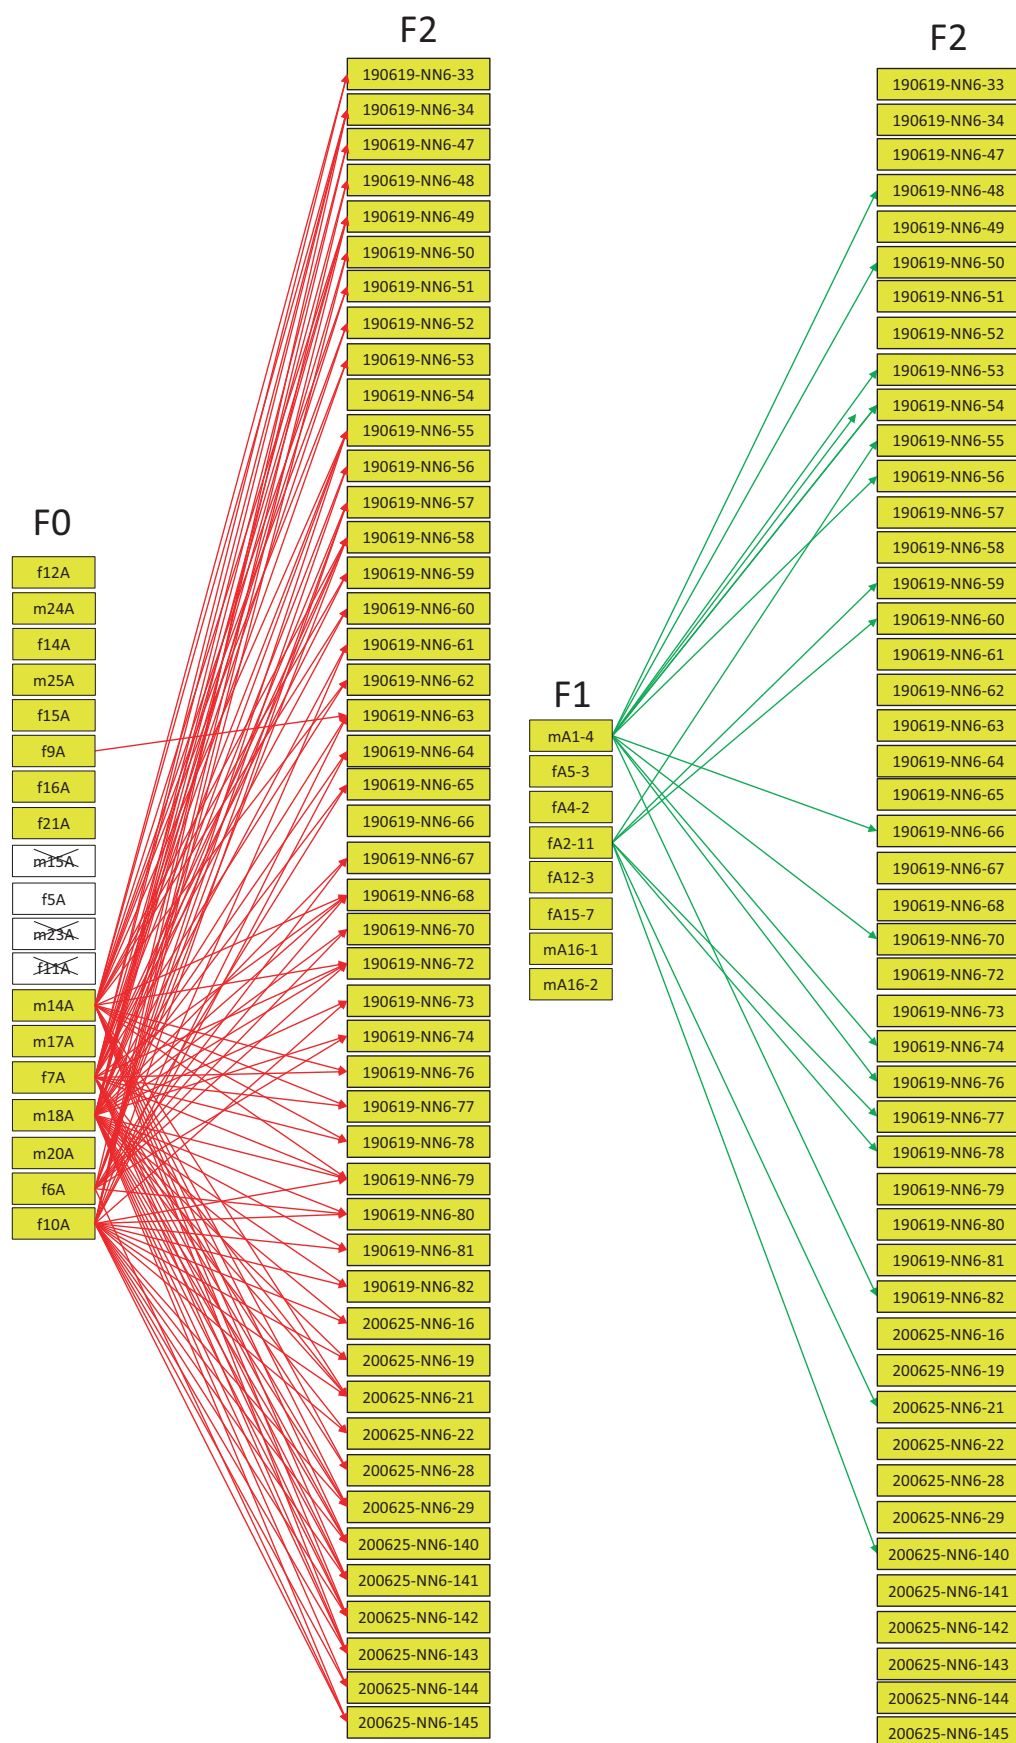 F2
190619-NN6-33
190619-NN6-34
190619-NN6-47
190619-NN6-48
190619-NN6-49
190619-NN6-50
190619-NN6-51
190619-NN6-52
190619-NN6-53
190619-NN6-54
190619-NN6-55
190619-NN6-56
190619-NN6-57
190619-NN6-58
190619-NN6-59
190619-NN6-60
190619-NN6-61
190619-NN6-62
190619-NN6-63
190619-NN6-64
190619-NN6-65
190619-NN6-66
190619-NN6-67
190619-NN6-68
190619-NN6-70
190619-NN6-72
190619-NN6-73
190619-NN6-74
190619-NN6-76
190619-NN6-77
190619-NN6-78
190619-NN6-79
190619-NN6-80
190619-NN6-81
190619-NN6-82
200625-NN6-16
200625-NN6-19
200625-NN6-21
200625-NN6-22
200625-NN6-28
200625-NN6-29
200625-NN6-140
200625-NN6-141
200625-NN6-142
200625-NN6-143
200625-NN6-144
200625-NN6-145
F0
f12A
m24A
f14A
m25A
f15A
f9A
f16A
f21A
m15A
f5A
m23A
f11A
m14A
m17A
f7A
m18A
m20A
f6A
f10A
F2
190619-NN6-33
190619-NN6-34
190619-NN6-47
190619-NN6-48
190619-NN6-49
190619-NN6-50
190619-NN6-51
190619-NN6-52
190619-NN6-53
190619-NN6-54
190619-NN6-55
190619-NN6-56
190619-NN6-57
190619-NN6-58
190619-NN6-59
190619-NN6-60
190619-NN6-61
190619-NN6-62
190619-NN6-63
190619-NN6-64
190619-NN6-65
190619-NN6-66
190619-NN6-67
190619-NN6-68
190619-NN6-70
190619-NN6-72
190619-NN6-73
190619-NN6-74
190619-NN6-76
190619-NN6-77
190619-NN6-78
190619-NN6-79
190619-NN6-80
190619-NN6-81
190619-NN6-82
200625-NN6-16
200625-NN6-19
200625-NN6-21
200625-NN6-22
200625-NN6-28
200625-NN6-29
200625-NN6-140
200625-NN6-141
200625-NN6-142
200625-NN6-143
200625-NN6-144
200625-NN6-145
F1
mA1-4
fA5-3
fA4-2
fA2-11
fA12-3
fA15-7
mA16-1
mA16-2